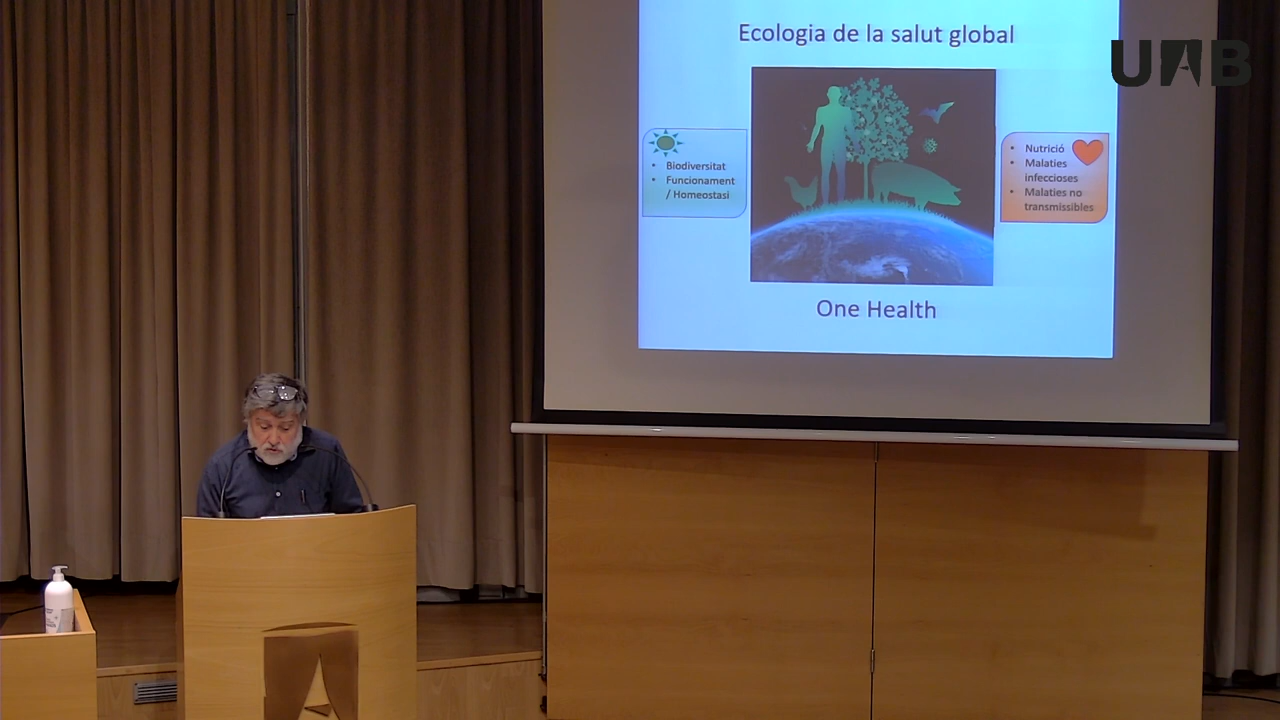 Ecologia de la salut global
UAB
• Biodiversitat
• Funcionament
/ Homeostasi
• Nutrició
• Malaties
infeccioses
• Malaties no
transmissibles
One Health